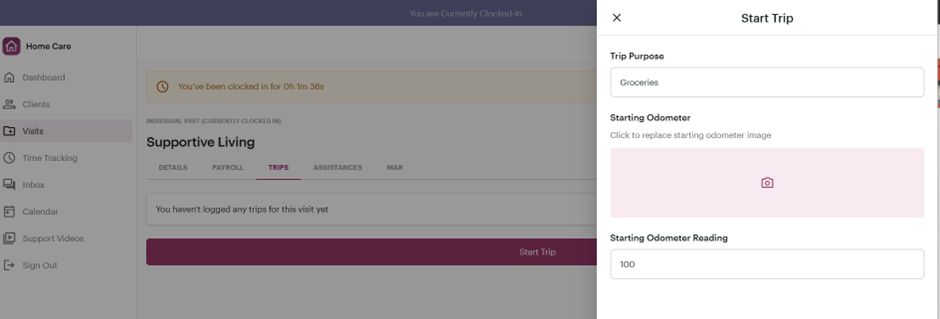 You are Currently Clocked-In
Home Care
Dashboard
Clients
Visits
Time Tracking
Inbox
Calendar
Support Videos
Sign Out
You've been clocked in for 0h 1m 36s
INDIVIDUAL VISIT (CURRENTLY CLOCKED IN)
Supportive Living
DETAILS PAYROLL TRIPS ASSISTANCES MAR
You haven't logged any trips for this visit yet
Start Trip
Start Trip
Trip Purpose
Groceries
Starting Odometer
Click to replace starting odometer image
Starting Odometer Reading
100